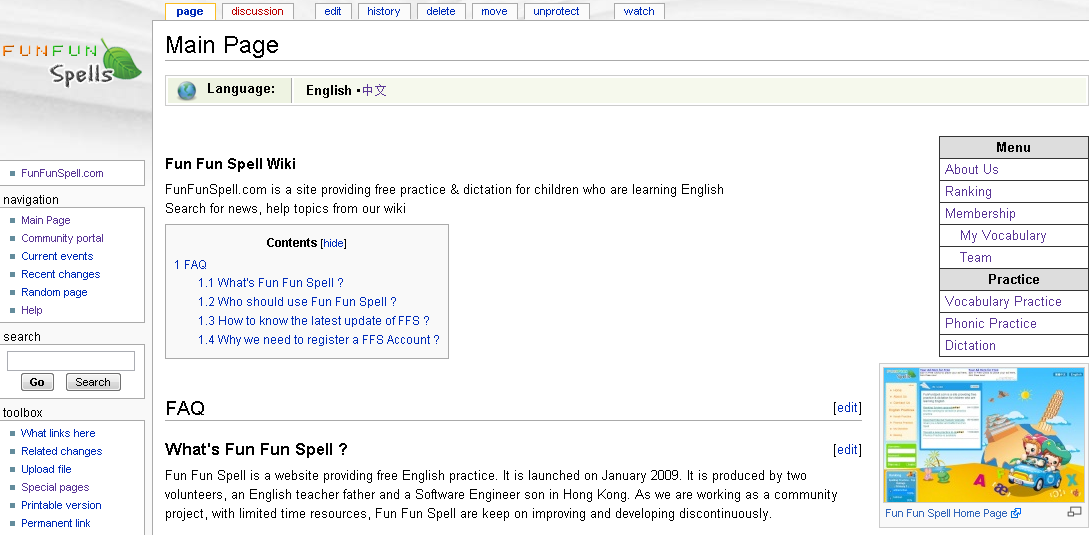 page discussion edit history delete move unprotect watch
FUNFUN
Spells
Main Page
Language: English •中文
FunFunSpell.com
navigation
Main Page
Community portal
Current events
Recent changes
Random page
Help
search
Go Search
toolbox
What links here
Related changes
Upload file
Special pages
Printable version
Permanent link
Fun Fun Spell Wiki
FunFunSpell.com is a site providing free practice & dictation for children who are learning English
Search for news, help topics from our wiki
Contents [hide]
1 FAQ
1.1 What's Fun Fun Spell ?
1.2 Who should use Fun Fun Spell ?
1.3 How to know the latest update of FFS ?
1.4 Why we need to register a FFS Account ?
Menu
About Us
Ranking
Membership
My Vocabulary
Team
Practice
Vocabulary Practice
Phonic Practice
Dictation
Fun Fun Spell Home Page
FAQ [edit]
What's Fun Fun Spell ? [edit]
Fun Fun Spell is a website providing free English practice. It is launched on January 2009. It is produced by two
volunteers, an English teacher father and a Software Engineer son in Hong Kong. As we are working as a community
project, with limited time resources, Fun Fun Spell are keep on improving and developing discontinuously.